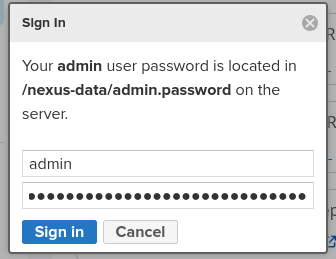 Sign In
Your admin user password is located in
/nexus-data/admin.password on the
server.
admin
••••••••••••••••••••••••••••
Sign in
Cancel